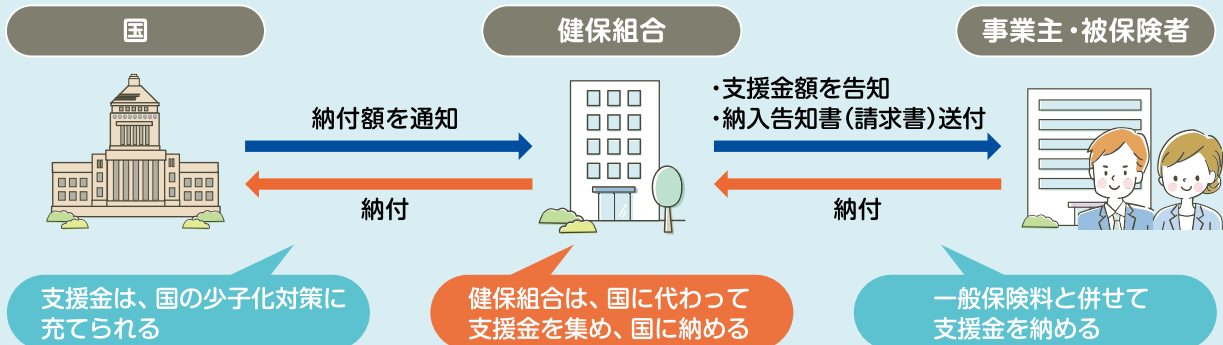 国
健保組合
事業主・被保険者
納付額を通知
納付
・支援金額を告知
・納入告知書（請求書）送付
納付
支援金は、国の少子化対策に
充てられる
健保組合は、国に代わって
支援金を集め、国に納める
一般保険料と併せて
支援金を納める